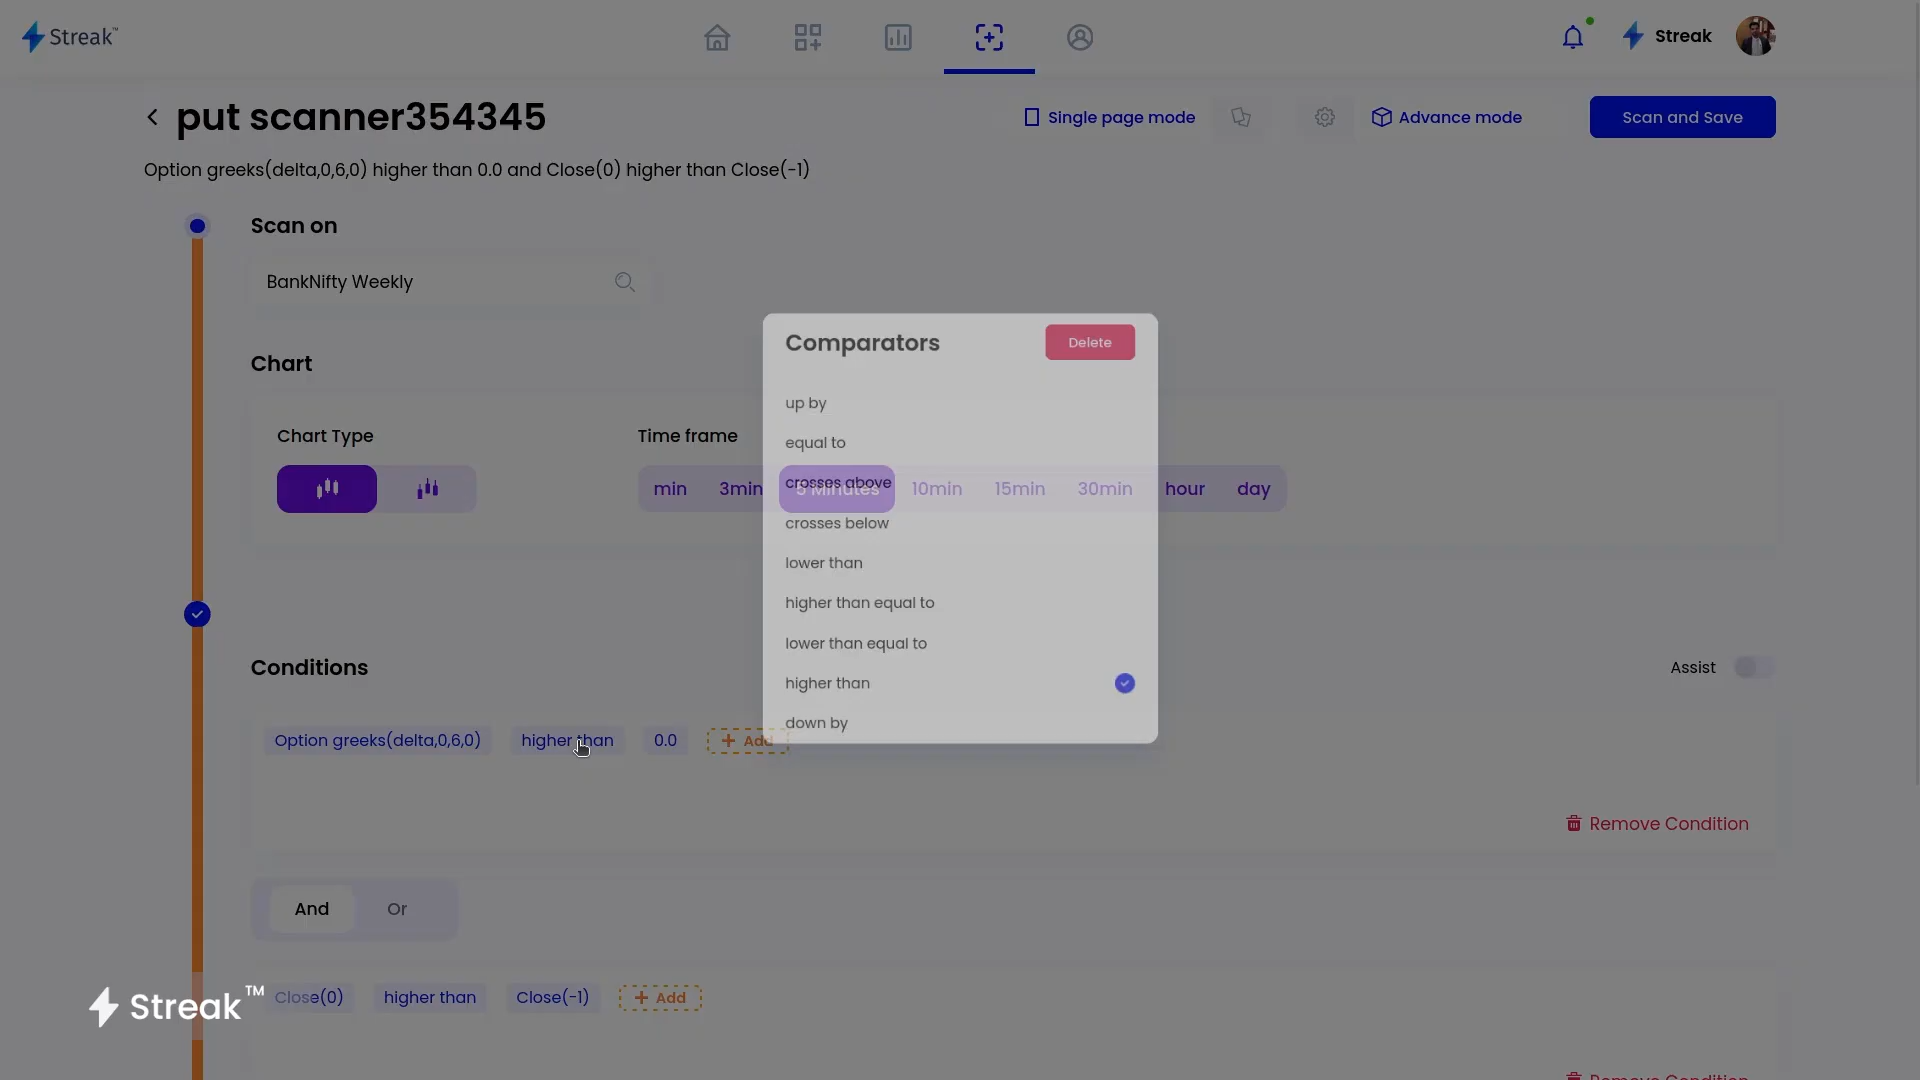 Streak™
Streak
put scanner354345
Single page mode
Advance mode
Scan and Save
Option greeks(delta,0,6,0) higher than 0.0 and Close(0) higher than Close(-1)
Scan on
BankNifty Weekly
Comparators
Delete
Chart
up by
Chart Type
Time frame
equal to
crosses above
min
3min
5 Minutes
10min
15min
30min
hour
day
crosses below
lower than
higher than equal to
lower than equal to
Conditions
Assist
higher than
down by
Option greeks(delta,0,6,0)
higher than
0.0
+ Add
Remove Condition
And
Or
Close(0)
higher than
Close(-1)
+ Add
Streak™
Remove Condition